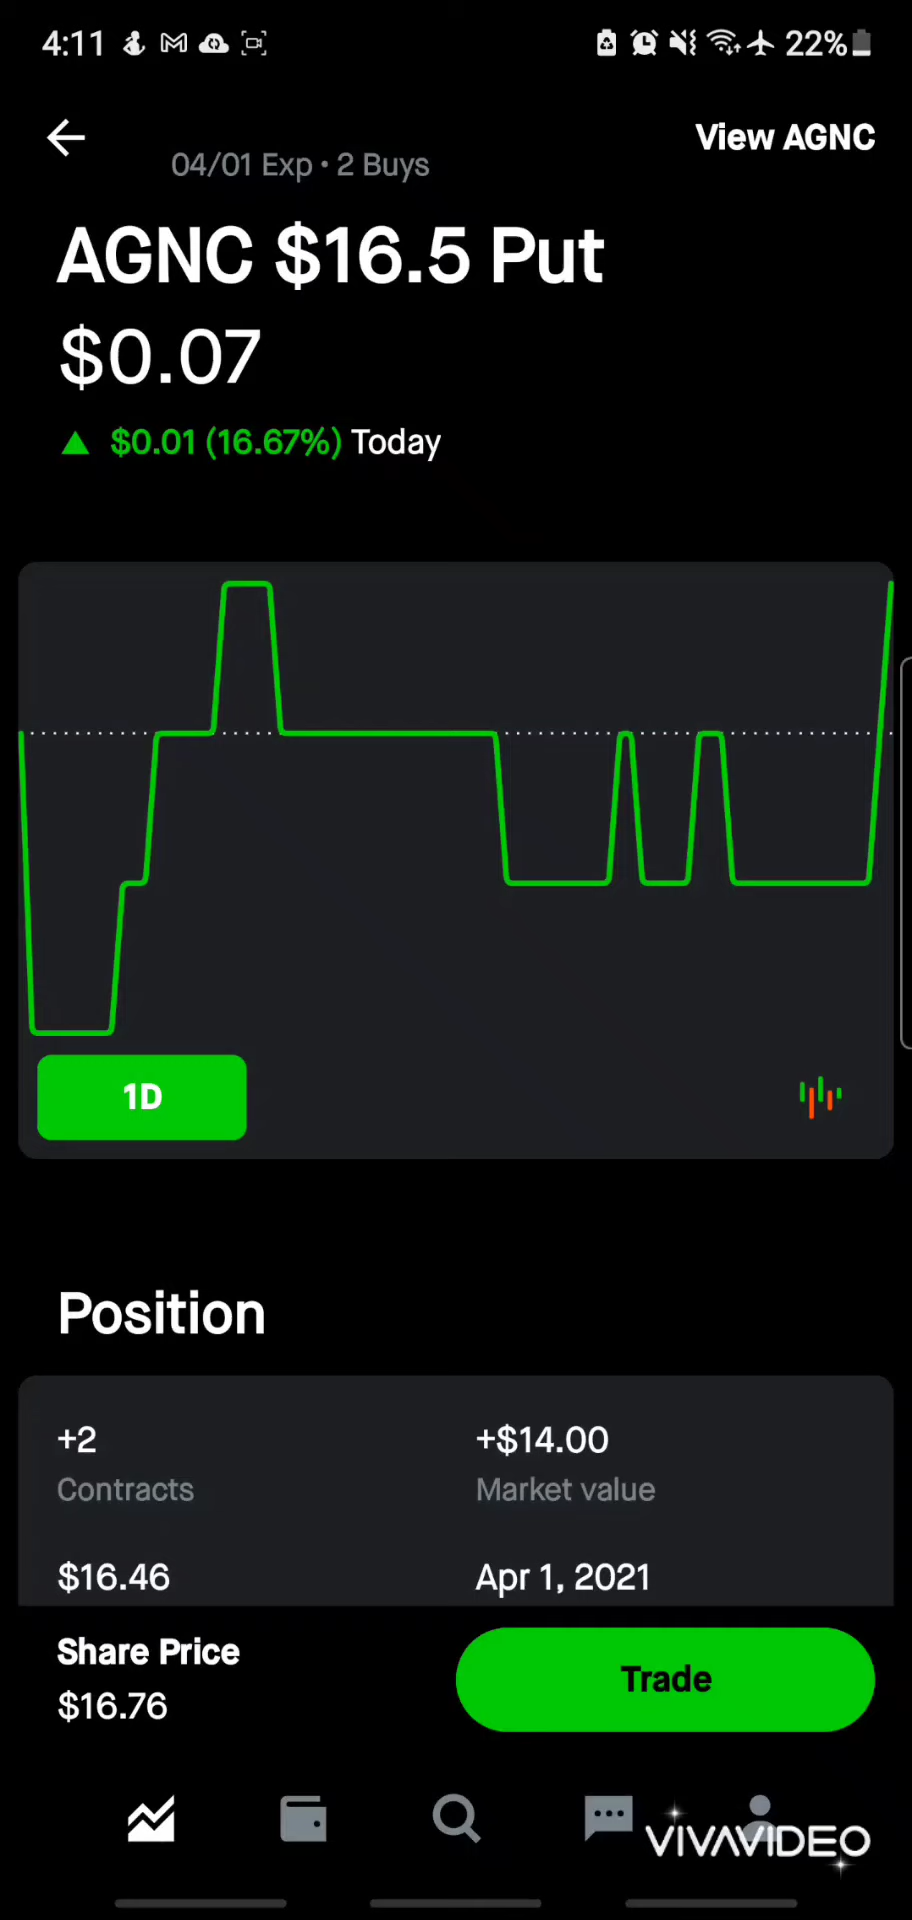 4:11
22%
View AGNC
04/01 Exp • 2 Buys
AGNC $16.5 Put
$0.07
▲ $0.01 (16.67%) Today
1D
Position
+2
+$14.00
Contracts
Market value
$16.46
Apr 1, 2021
Share Price
$16.76
Trade
VIVAVIDEO